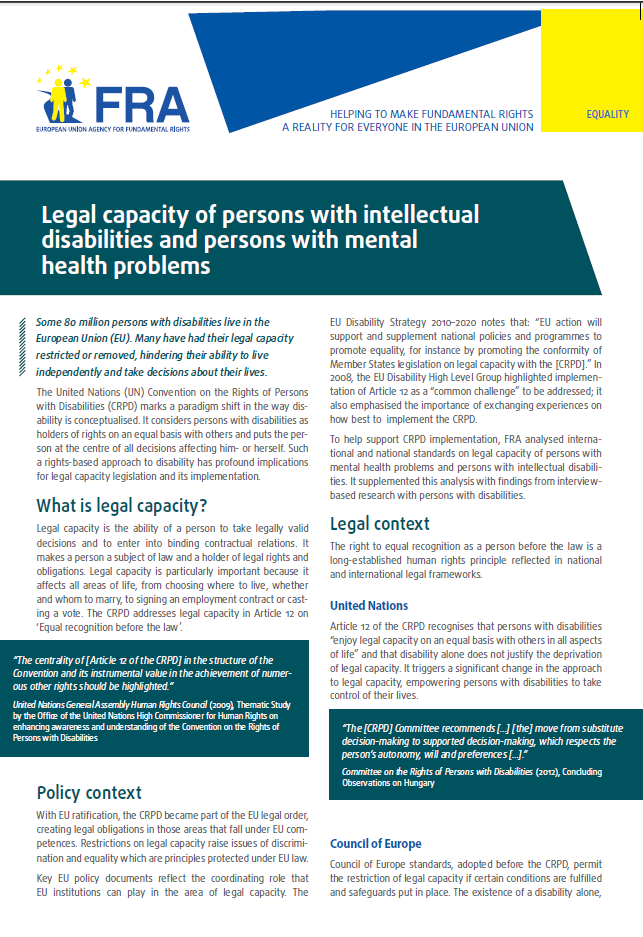 FRA
EUROPEAN UNION AGENCY FOR FUNDAMENTAL RIGHTS
HELPING TO MAKE FUNDAMENTAL RIGHTS
A REALITY FOR EVERYONE IN THE EUROPEAN UNION
EQUALITY
Legal capacity of persons with intellectual
disabilities and persons with mental
health problems
Some 80 million persons with disabilities live in the
European Union (EU). Many have had their legal capacity
restricted or removed, hindering their ability to live
independently and take decisions about their lives.
The United Nations (UN) Convention on the Rights of Persons
with Disabilities (CRPD) marks a paradigm shift in the way dis-
ability is conceptualised. It considers persons with disabilities as
holders of rights on an equal basis with others and puts the per-
son at the centre of all decisions affecting him- or herself. Such
a rights-based approach to disability has profound implications
for legal capacity legislation and its implementation.
What is legal capacity?
Legal capacity is the ability of a person to take legally valid
decisions and to enter into binding contractual relations. It
makes a person a subject of law and a holder of legal rights and
obligations. Legal capacity is particularly important because it
affects all areas of life, from choosing where to live, whether
and whom to marry, to signing an employment contract or cast-
ing a vote. The CRPD addresses legal capacity in Article 12 on
‘Equal recognition before the law’.
“The centrality of [Article 12 of the CRPD] in the structure of the
Convention and its instrumental value in the achievement of numer-
ous other rights should be highlighted.”
United Nations General Assembly Human Rights Council (2009), Thematic Study
by the Office of the United Nations High Commissioner for Human Rights on
enhancing awareness and understanding of the Convention on the Rights of
Persons with Disabilities
Policy context
With EU ratification, the CRPD became part of the EU legal order,
creating legal obligations in those areas that fall under EU com-
petences. Restrictions on legal capacity raise issues of discrimi-
nation and equality which are principles protected under EU law.
Key EU policy documents reflect the coordinating role that
EU institutions can play in the area of legal capacity. The
EU Disability Strategy 2010–2020 notes that: “EU action will
support and supplement national policies and programmes to
promote equality, for instance by promoting the conformity of
Member States legislation on legal capacity with the [CRPD].” In
2008, the EU Disability High Level Group highlighted implemen-
tation of Article 12 as a “common challenge” to be addressed; it
also emphasised the importance of exchanging experiences on
how best to implement the CRPD.
To help support CRPD implementation, FRA analysed interna-
tional and national standards on legal capacity of persons with
mental health problems and persons with intellectual disabili-
ties. It supplemented this analysis with findings from interview-
based research with persons with disabilities.
Legal context
The right to equal recognition as a person before the law is a
long-established human rights principle reflected in national
and international legal frameworks.
United Nations
Article 12 of the CRPD recognises that persons with disabilities
“enjoy legal capacity on an equal basis with others in all aspects
of life” and that disability alone does not justify the deprivation
of legal capacity. It triggers a significant change in the approach
to legal capacity, empowering persons with disabilities to take
control of their lives.
“The [CRPD] Committee recommends […] [the] move from substitute
decision-making to supported decision-making, which respects the
person’s autonomy, will and preferences […].”
Committee on the Rights of Persons with Disabilities (2012), Concluding
Observations on Hungary
Council of Europe
Council of Europe standards, adopted before the CRPD, permit
the restriction of legal capacity if certain conditions are fulfilled
and safeguards put in place. The existence of a disability alone,